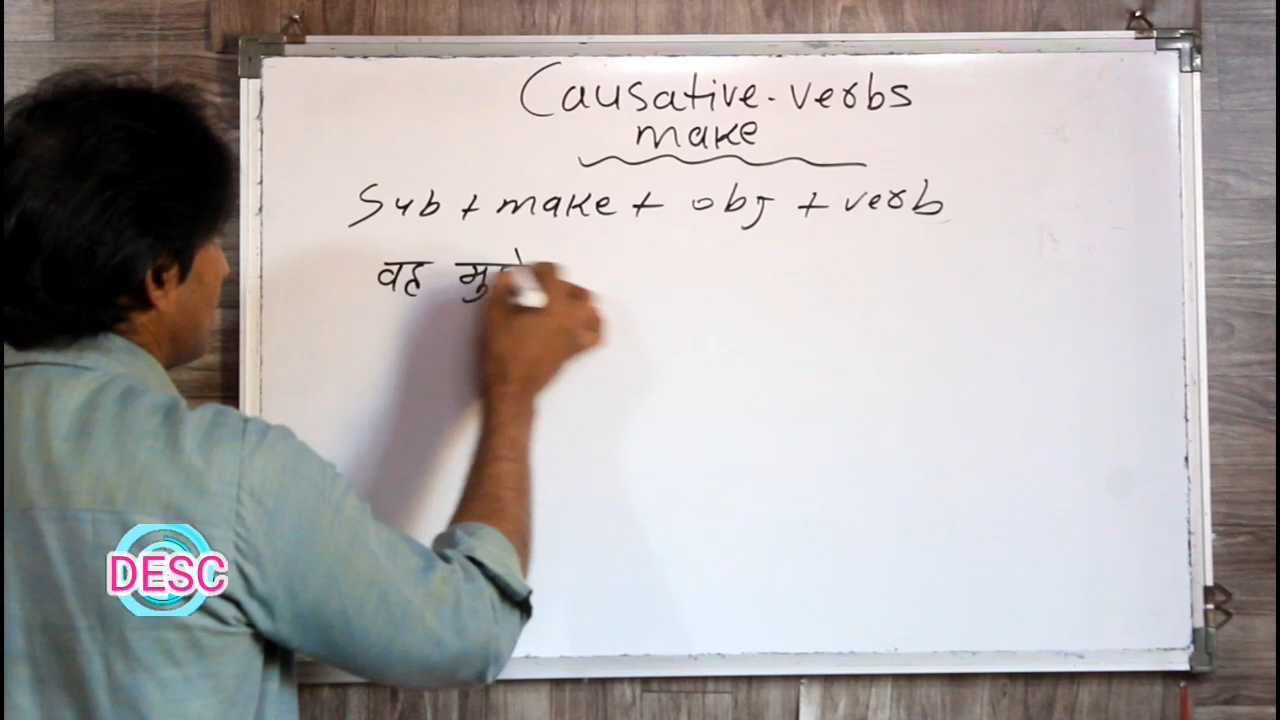 Causative-verbs
make
Sub + make + obj + verb
वह
DESC